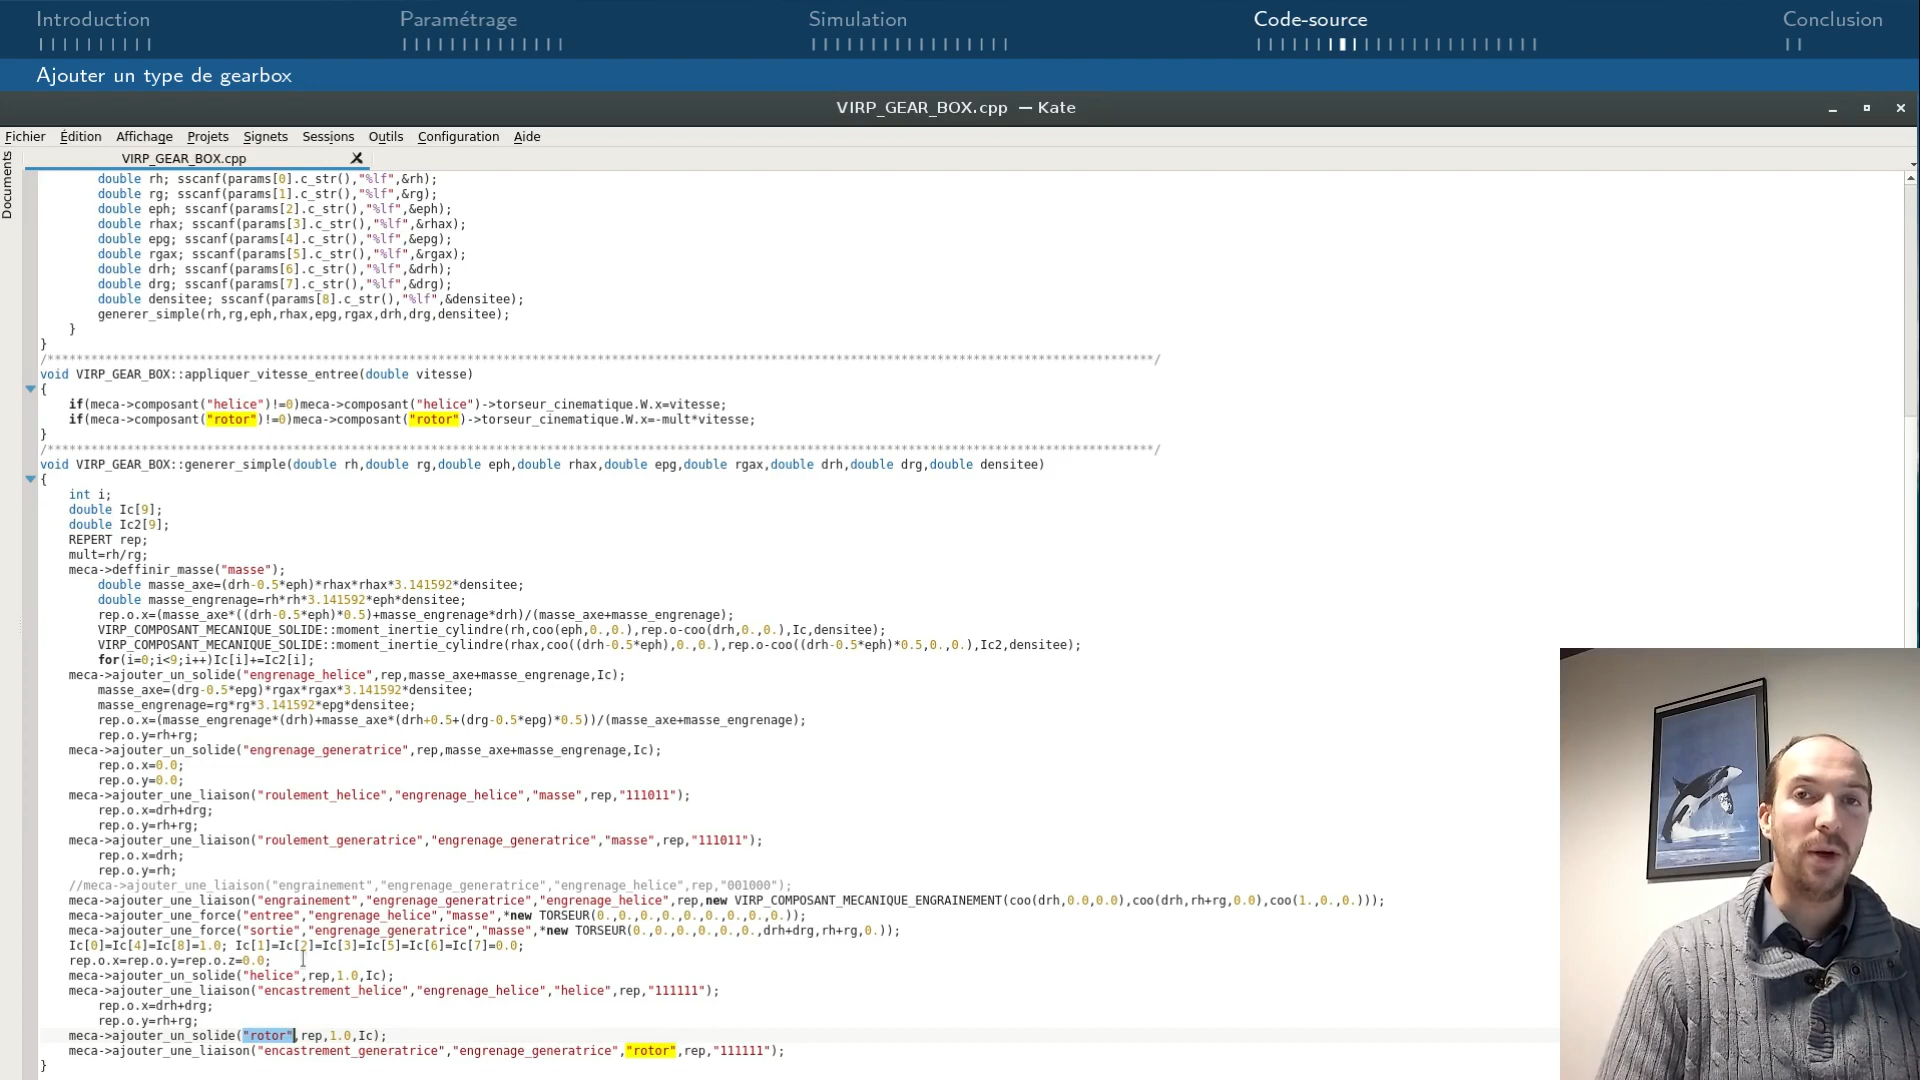 Introduction
Paramétrage
Simulation
Code-source
Conclusion
Ajouter un type de gearbox
VIRP_GEAR_BOX.cpp — Kate
Fichier Édition Affichage Projets Signets Sessions Outils Configuration Aide
Documents
VIRP_GEAR_BOX.cpp
double rh; sscanf(params[0].c_str(),"%lf",&rh);
double rg; sscanf(params[1].c_str(),"%lf",&rg);
double eph; sscanf(params[2].c_str(),"%lf",&eph);
double rhax; sscanf(params[3].c_str(),"%lf",&rhax);
double epg; sscanf(params[4].c_str(),"%lf",&epg);
double rgax; sscanf(params[5].c_str(),"%lf",&rgax);
double drh; sscanf(params[6].c_str(),"%lf",&drh);
double drg; sscanf(params[7].c_str(),"%lf",&drg);
double densitee; sscanf(params[8].c_str(),"%lf",&densitee);
generer_simple(rh,rg,eph,rhax,epg,rgax,drh,drg,densitee);
}
}
/*********************************************************************************************************************************************************/
void VIRP_GEAR_BOX::appliquer_vitesse_entree(double vitesse)
{
if(meca->composant("helice")!=0)meca->composant("helice")->torseur_cinematique.W.x=vitesse;
if(meca->composant("rotor")!=0)meca->composant("rotor")->torseur_cinematique.W.x=-mult*vitesse;
}
/*********************************************************************************************************************************************************/
void VIRP_GEAR_BOX::generer_simple(double rh,double rg,double eph,double rhax,double epg,double rgax,double drh,double drg,double densitee)
{
int i;
double Ic[9];
double Ic2[9];
REPERT rep;
mult=rh/rg;
meca->deffinir_masse("masse");
double masse_axe=(drh-0.5*eph)*rhax*rhax*3.141592*densitee;
double masse_engrenage=rh*rh*3.141592*eph*densitee;
rep.o.x=(masse_axe*((drh-0.5*eph)*0.5)+masse_engrenage*drh)/(masse_axe+masse_engrenage);
VIRP_COMPOSANT_MECANIQUE_SOLIDE::moment_inertie_cylindre(rh,coo(eph,0.,0.),rep.o-coo(drh,0.,0.),Ic,densitee);
VIRP_COMPOSANT_MECANIQUE_SOLIDE::moment_inertie_cylindre(rhax,coo((drh-0.5*eph),0.,0.),rep.o-coo((drh-0.5*eph)*0.5,0.,0.),Ic2,densitee);
for(i=0;i<9;i++)Ic[i]+=Ic2[i];
meca->ajouter_un_solide("engrenage_helice",rep,masse_axe+masse_engrenage,Ic);
masse_axe=(drg-0.5*epg)*rgax*rgax*3.141592*densitee;
masse_engrenage=rg*rg*3.141592*epg*densitee;
rep.o.x=(masse_engrenage*(drh)+masse_axe*(drh+0.5+(drg-0.5*epg)*0.5))/(masse_axe+masse_engrenage);
rep.o.y=rh+rg;
meca->ajouter_un_solide("engrenage_generatrice",rep,masse_axe+masse_engrenage,Ic);
rep.o.x=0.0;
rep.o.y=0.0;
meca->ajouter_une_liaison("roulement_helice","engrenage_helice","masse",rep,"111011");
rep.o.x=drh+drg;
rep.o.y=rh+rg;
meca->ajouter_une_liaison("roulement_generatrice","engrenage_generatrice","masse",rep,"111011");
rep.o.x=drh;
rep.o.y=rh;
//meca->ajouter_une_liaison("engrainement","engrenage_generatrice","engrenage_helice",rep,"001000");
meca->ajouter_une_liaison("engrainement","engrenage_generatrice","engrenage_helice",rep,new VIRP_COMPOSANT_MECANIQUE_ENGRAINEMENT(coo(drh,0.0,0.0),coo(drh,rh+rg,0.0),coo(1.,0.,0.)));
meca->ajouter_une_force("entree","engrenage_helice","masse",*new TORSEUR(0.,0.,0.,0.,0.,0.,0.,0.,0.));
meca->ajouter_une_force("sortie","engrenage_generatrice","masse",*new TORSEUR(0.,0.,0.,0.,0.,0.,drh+drg,rh+rg,0.));
Ic[0]=Ic[4]=Ic[8]=1.0; Ic[1]=Ic[2]=Ic[3]=Ic[5]=Ic[6]=Ic[7]=0.0;
rep.o.x=rep.o.y=rep.o.z=0.0;
meca->ajouter_un_solide("helice",rep,1.0,Ic);
meca->ajouter_une_liaison("encastrement_helice","engrenage_helice","helice",rep,"111111");
rep.o.x=drh+drg;
rep.o.y=rh+rg;
meca->ajouter_un_solide("rotor",rep,1.0,Ic);
meca->ajouter_une_liaison("encastrement_generatrice","engrenage_generatrice","rotor",rep,"111111");
}